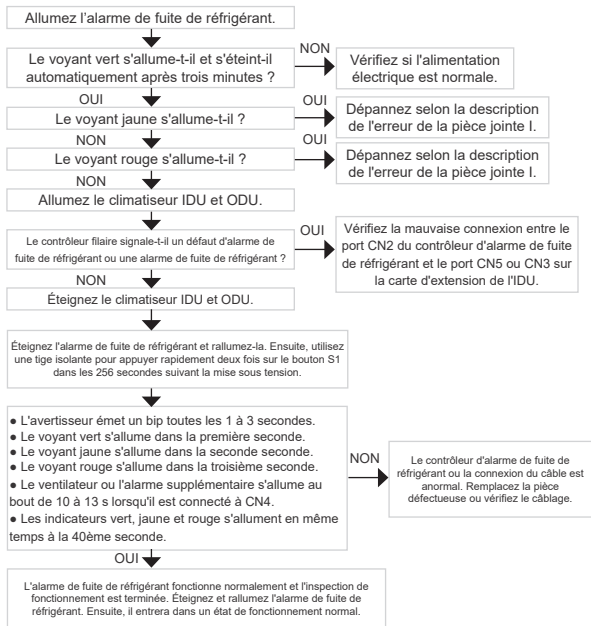 Allumez l'alarme de fuite de réfrigérant.
Le voyant vert s'allume-t-il et s'éteint-il
automatiquement après trois minutes ?
NON
Vérifiez si l'alimentation
électrique est normale.
OUI
Le voyant jaune s'allume-t-il ?
OUI
Dépannez selon la description
de l'erreur de la pièce jointe I.
NON
Le voyant rouge s'allume-t-il ?
OUI
Dépannez selon la description
de l'erreur de la pièce jointe I.
NON
Allumez le climatiseur IDU et ODU.
Le contrôleur filaire signale-t-il un défaut d'alarme de
fuite de réfrigérant ou une alarme de fuite de réfrigérant ?
OUI
Vérifiez la mauvaise connexion entre le
port CN2 du contrôleur d'alarme de fuite
de réfrigérant et le port CN5 ou CN3 sur
la carte d'extension de l'IDU.
NON
Éteignez le climatiseur IDU et ODU.
Éteignez l'alarme de fuite de réfrigérant et rallumez-la. Ensuite, utilisez
une tige isolante pour appuyer rapidement deux fois sur le bouton S1
dans les 256 secondes suivant la mise sous tension.
● L'avertisseur émet un bip toutes les 1 à 3 secondes.
● Le voyant vert s'allume dans la première seconde.
● Le voyant jaune s'allume dans la seconde seconde.
● Le voyant rouge s'allume dans la troisième seconde.
● Le ventilateur ou l'alarme supplémentaire s'allume au
bout de 10 à 13 s lorsqu'il est connecté à CN4.
● Les indicateurs vert, jaune et rouge s'allument en même
temps à la 40ème seconde.
NON
Le contrôleur d'alarme de fuite de
réfrigérant ou la connexion du câble est
anormal. Remplacez la pièce
défectueuse ou vérifiez le câblage.
OUI
L'alarme de fuite de réfrigérant fonctionne normalement et l'inspection de
fonctionnement est terminée. Éteignez et rallumez l'alarme de fuite de
réfrigérant. Ensuite, il entrera dans un état de fonctionnement normal.